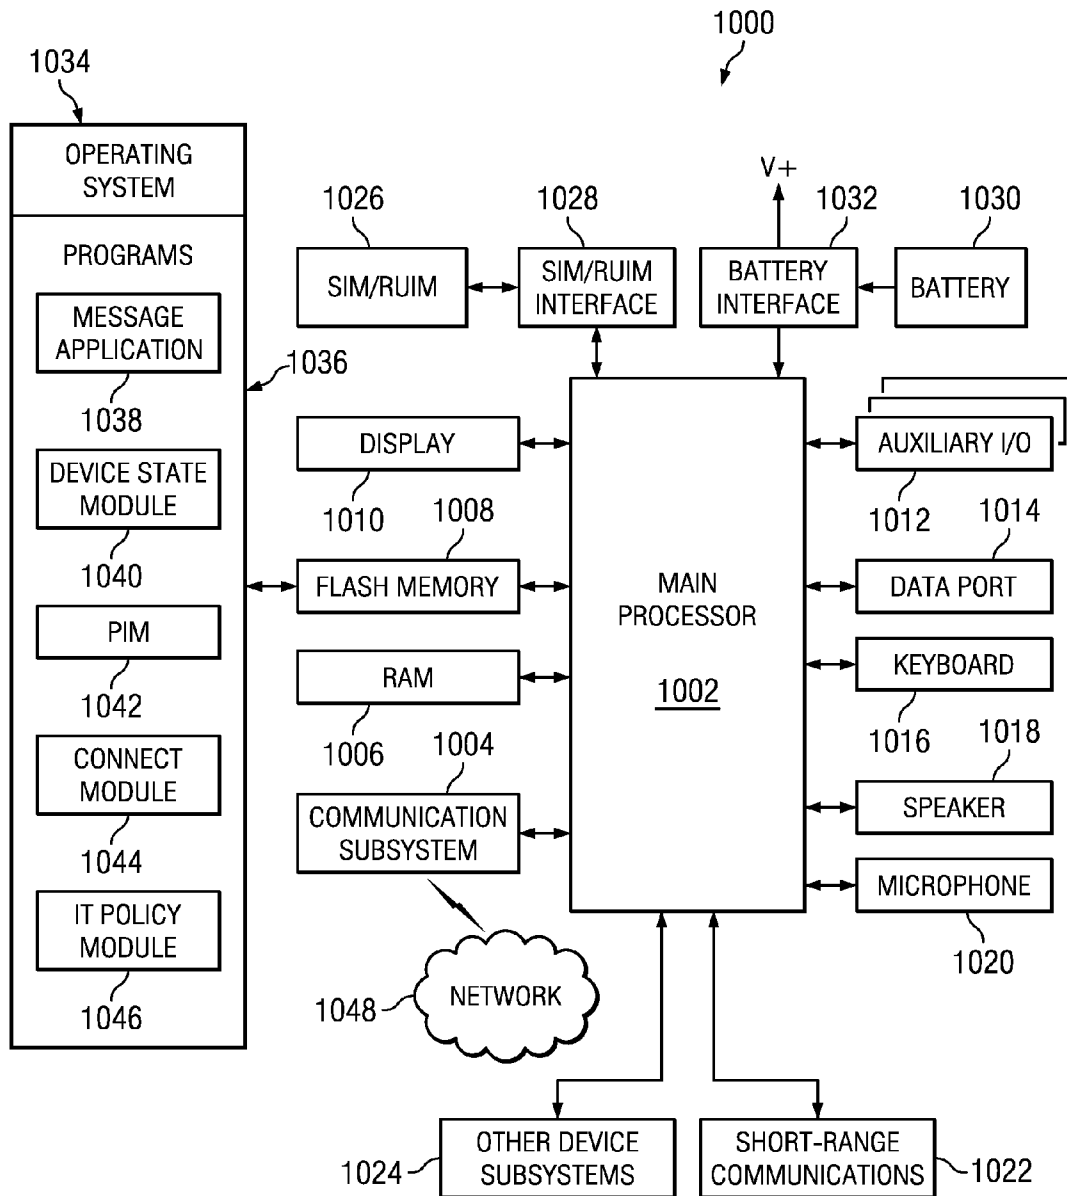 1000
1034
OPERATING
SYSTEM
PROGRAMS
MESSAGE
APPLICATION
1038
DEVICE STATE
MODULE
1040
PIM
1042
CONNECT
MODULE
1044
IT POLICY
MODULE
1046
1036
V+
1026
1028
1032
1030
SIM/RUIM
SIM/RUIM
INTERFACE
BATTERY
INTERFACE
BATTERY
DISPLAY
1010
1008
FLASH MEMORY
RAM
1006
1004
COMMUNICATION
SUBSYSTEM
MAIN
PROCESSOR
1002
AUXILIARY I/O
1012
1014
DATA PORT
KEYBOARD
1016
1018
SPEAKER
MICROPHONE
1020
NETWORK
1048
OTHER DEVICE
SUBSYSTEMS
1024
SHORT-RANGE
COMMUNICATIONS
1022